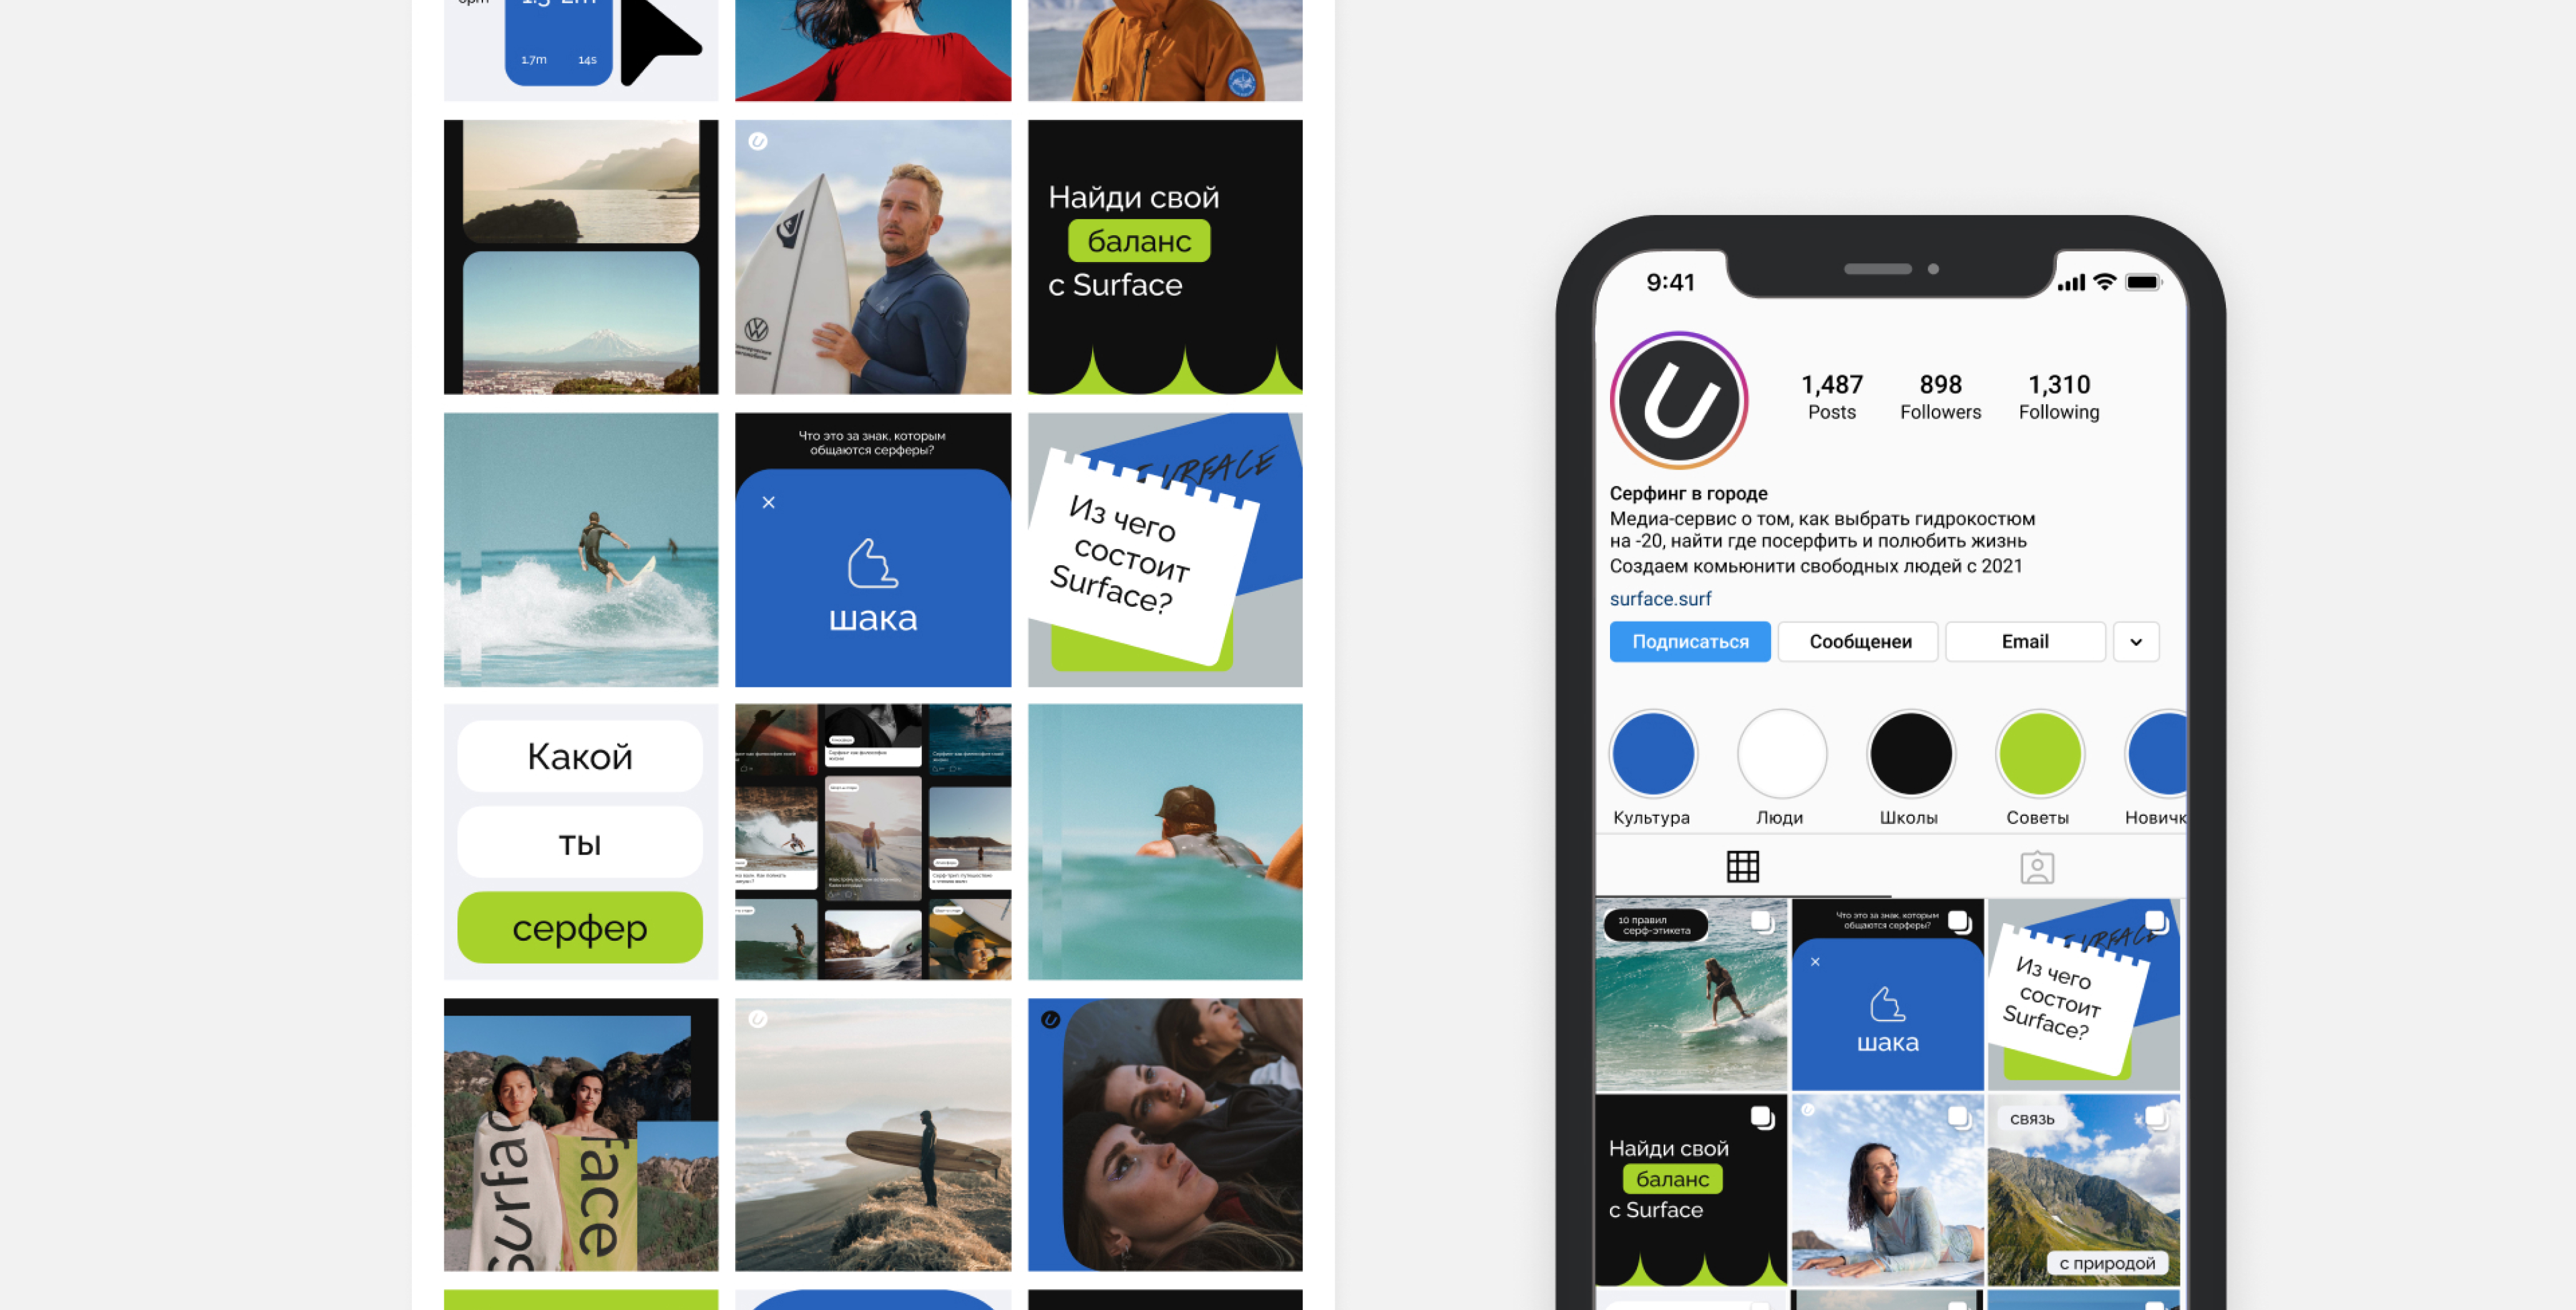 1.7m 14s
Найди свой
баланс
с Surface
Что это за знак, которым
общаются серферы?
шака
SURFACE
Из чего
состоит
Surface?
Какой
ты
серфер
surfac
face
9:41
1,487 898 1,310
Posts Followers Following
Серфинг в городе
Медиа-сервис о том, как выбрать гидрокостюм
на -20, найти где посерфить и полюбить жизнь
Создаем комьюнити свободных людей с 2021
surface.surf
Подписаться Сообщенеи Email
Культура Люди Школы Советы Новичк
10 правил
серф-этикета
Что это за знак, которым
общаются серферы?
шака
SURFACE
Из чего
состоит
Surface?
Найди свой
баланс
с Surface
связь
с природой